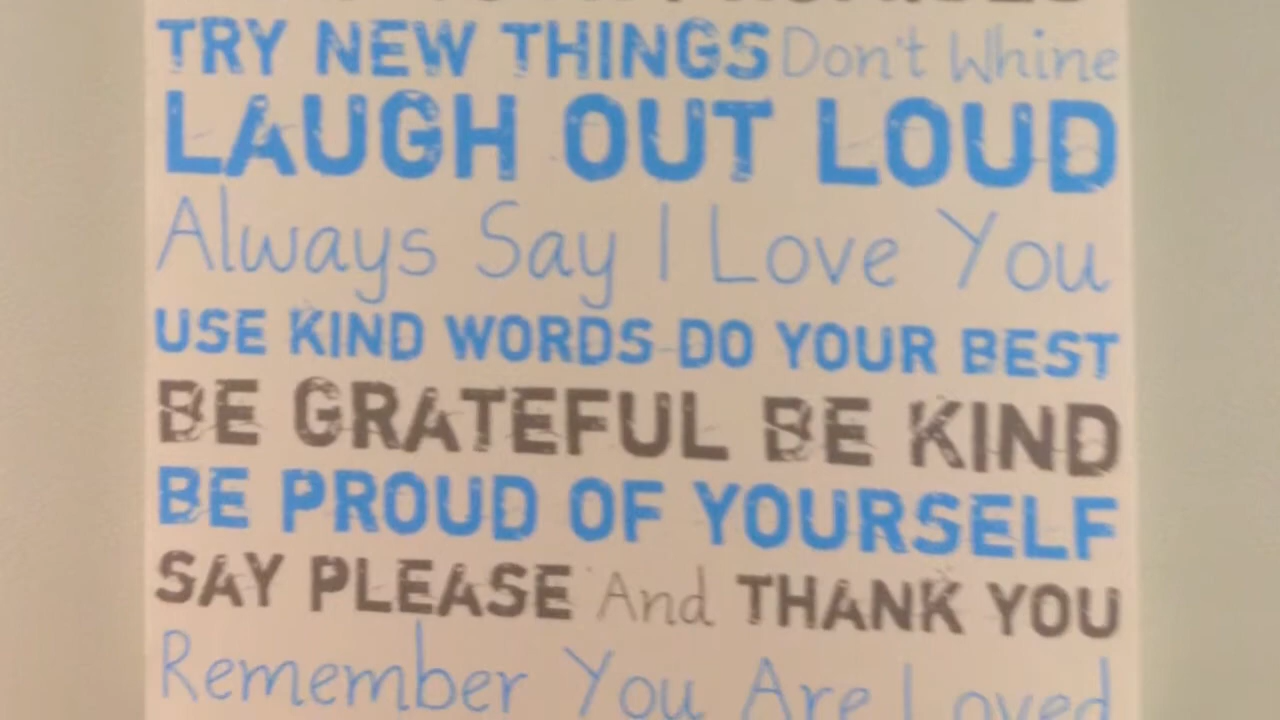 TRY NEW THINGS Don't Whine
LAUGH OUT LOUD
Always Say I Love You
USE KIND WORDS DO YOUR BEST
BE GRATEFUL BE KIND
BE PROUD OF YOURSELF
SAY PLEASE And THANK YOU
Remember You Are Loved